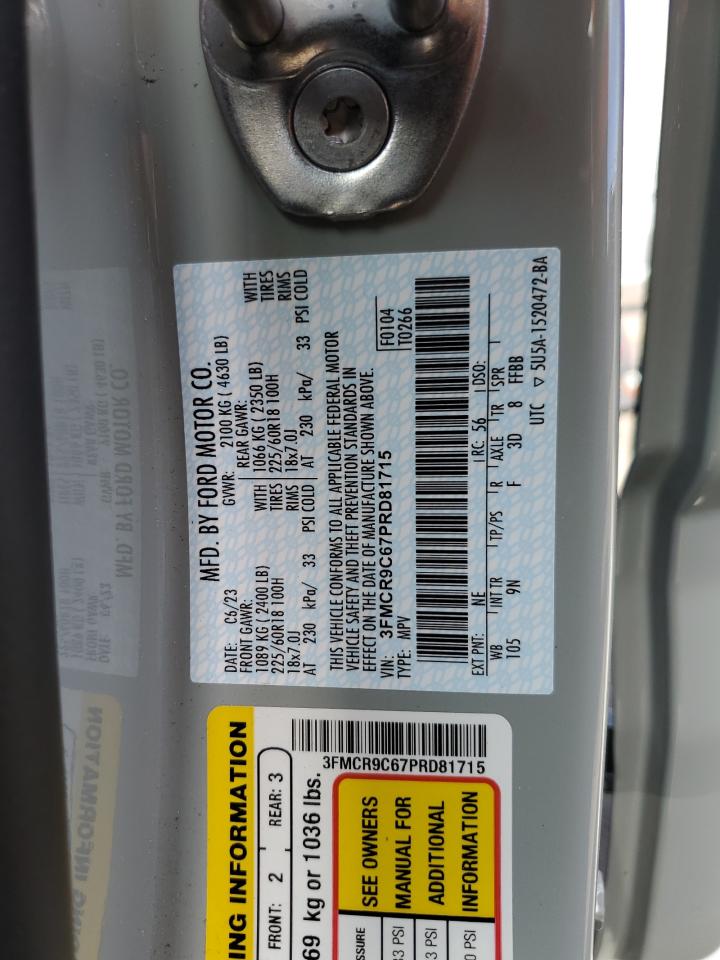 MFD. BY FORD MOTOR CO.
DATE: C6/23 GVWR: 2100 KG ( 4630 LB)
FRONT GAWR: REAR GAWR:
1089 KG ( 2400 LB) WITH 1066 KG ( 2350 LB) WITH
225/60R18 100H TIRES 225/60R18 100H TIRES
18x7.0J RIMS 18x7.0J RIMS
AT 230 kPa/ 33 PSI COLD AT 230 kPa/ 33 PSI COLD
THIS VEHICLE CONFORMS TO ALL APPLICABLE FEDERAL MOTOR
VEHICLE SAFETY AND THEFT PREVENTION STANDARDS IN
EFFECT ON THE DATE OF MANUFACTURE SHOWN ABOVE.
VIN: 3FMCR9C67PRD81715 F0104
TYPE: MPV T0266
EXT PNT: NE RC: 56 DSO:
WB INT TR TP/PS R AXLE TR SPR
105 9N F 3D 8 FFBB
UTC ▽ 5U5A-1520472-BA
ING INFORMATION
FRONT: 2 REAR: 3
69 kg or 1036 lbs.
3FMCR9C67PRD81715
SEE OWNERS
MANUAL FOR
ADDITIONAL
INFORMATION